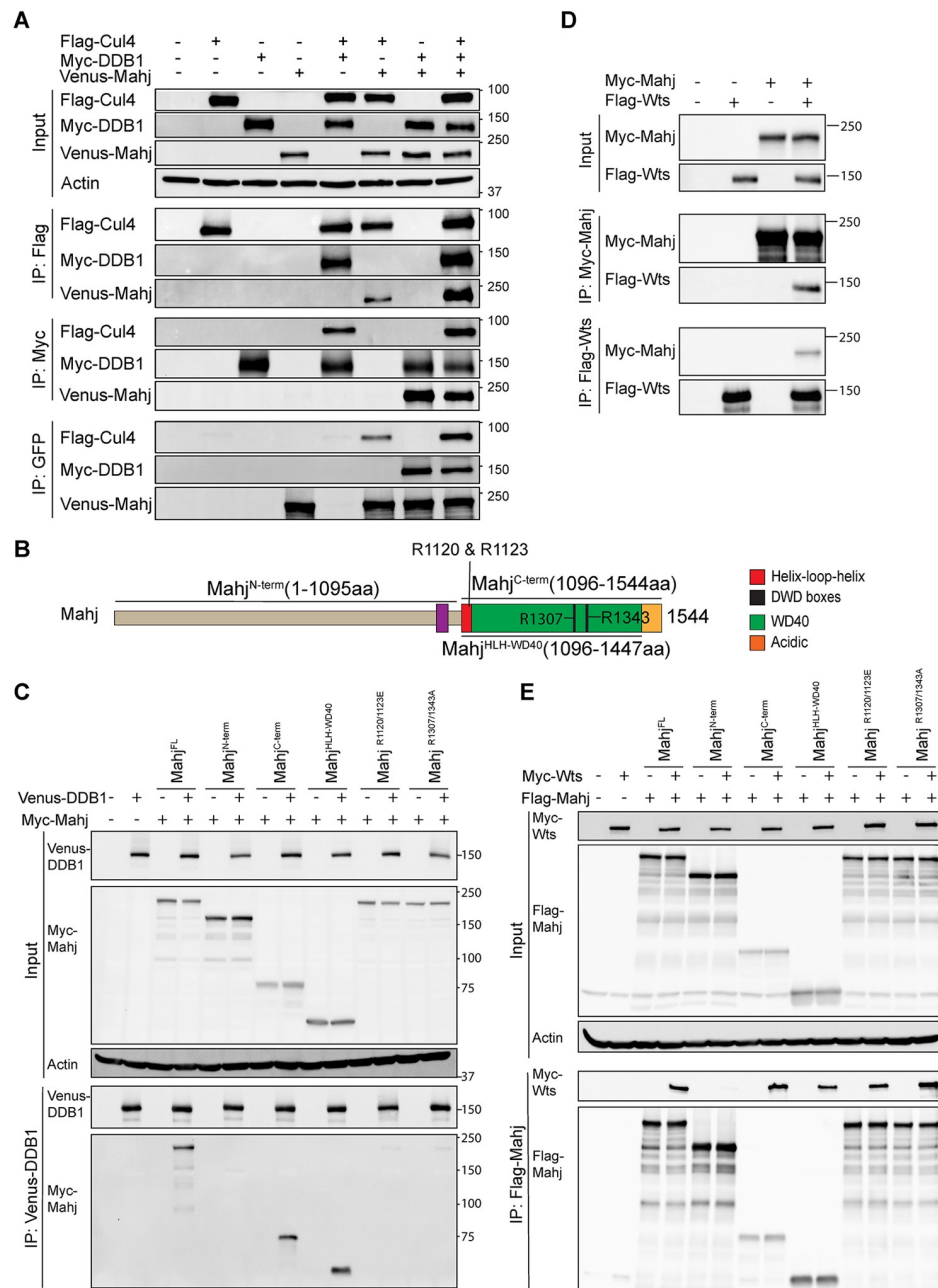 A
Flag-Cul4 - + - - + + - +
Myc-DDB1 - - + - + - + +
Venus-Mahj - - - + - + + +
Input
Flag-Cul4 100
Myc-DDB1 150
Venus-Mahj 250
Actin 37
IP: Flag
Flag-Cul4 100
Myc-DDB1 150
Venus-Mahj 250
IP: Myc
Flag-Cul4 100
Myc-DDB1 150
Venus-Mahj 250
IP: GFP
Flag-Cul4 100
Myc-DDB1 150
Venus-Mahj 250
D
Myc-Mahj - - + +
Flag-Wts - + - +
Input
Myc-Mahj 250
Flag-Wts 150
IP: Myc-Mahj
Myc-Mahj 250
Flag-Wts 150
IP: Flag-Wts
Myc-Mahj 250
Flag-Wts 150
B
R1120 & R1123
Mahj N-term (1-1095aa)
Mahj C-term (1096-1544aa)
Mahj
R1307 R1343
1544
Mahj HLH-WD40 (1096-1447aa)
Helix-loop-helix
DWD boxes
WD40
Acidic
C
Mahj FL
Mahj N-term
Mahj C-term
Mahj HLH-WD40
Mahj R1120/1123E
Mahj R1307/1343A
Venus-DDB1 - + - + - + - + - + - + - +
Myc-Mahj - - + + + + + + + + + + + +
Input
Venus-
DDB1
150
Myc-
Mahj
250
150
100
75
Actin
37
IP: Venus-DDB1
Venus-
DDB1
150
Myc-
Mahj
250
150
100
75
E
Mahj FL
Mahj N-term
Mahj C-term
Mahj HLH-WD40
Mahj R1120/1123E
Mahj R1307/1343A
Myc-Wts - + - + - + - + - + - + - +
Flag-Mahj - - + + + + + + + + + + + +
Input
Myc-
Wts
Flag-
Mahj
Actin
IP: Flag-Mahj
Myc-
Wts
Flag-
Mahj